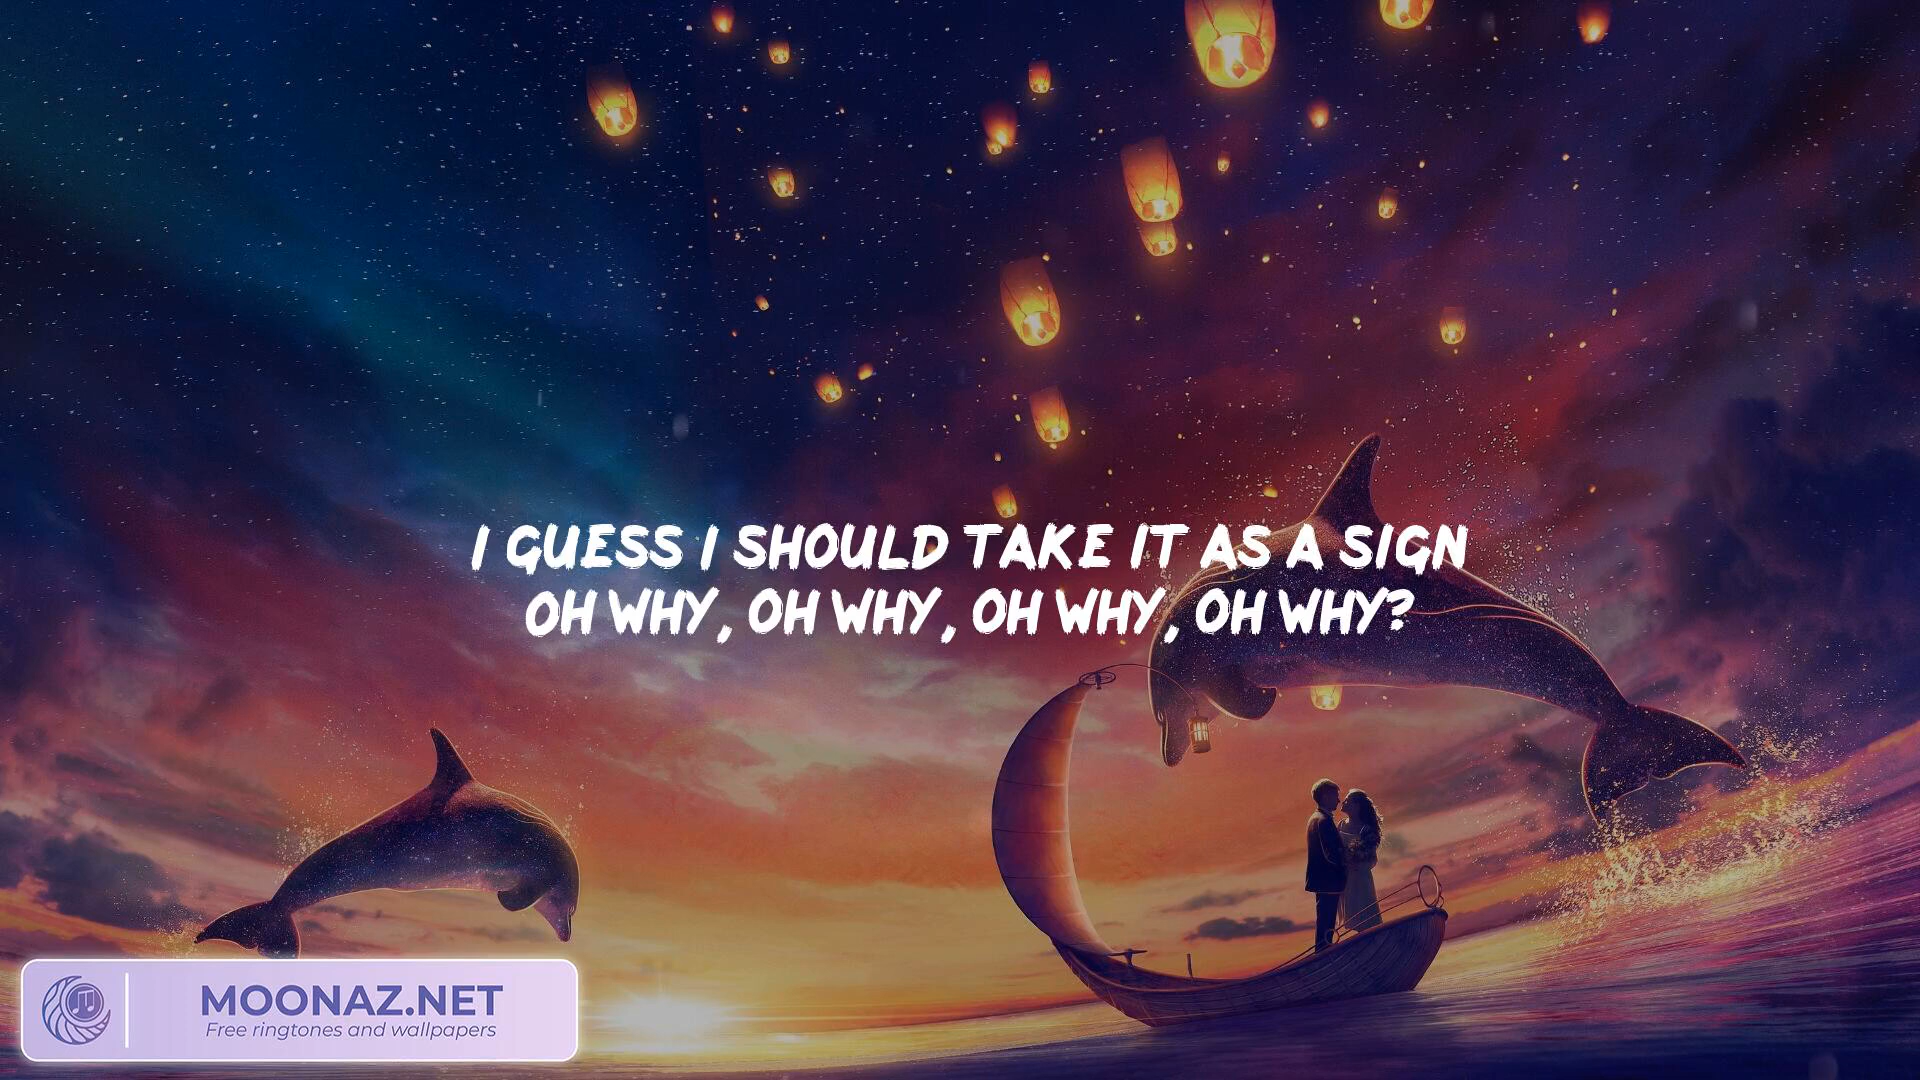 I GUESS I SHOULD TAKE IT AS A SIGN
OH WHY, OH WHY, OH WHY, OH WHY?
MOONAZ.NET
Free ringtones and wallpapers